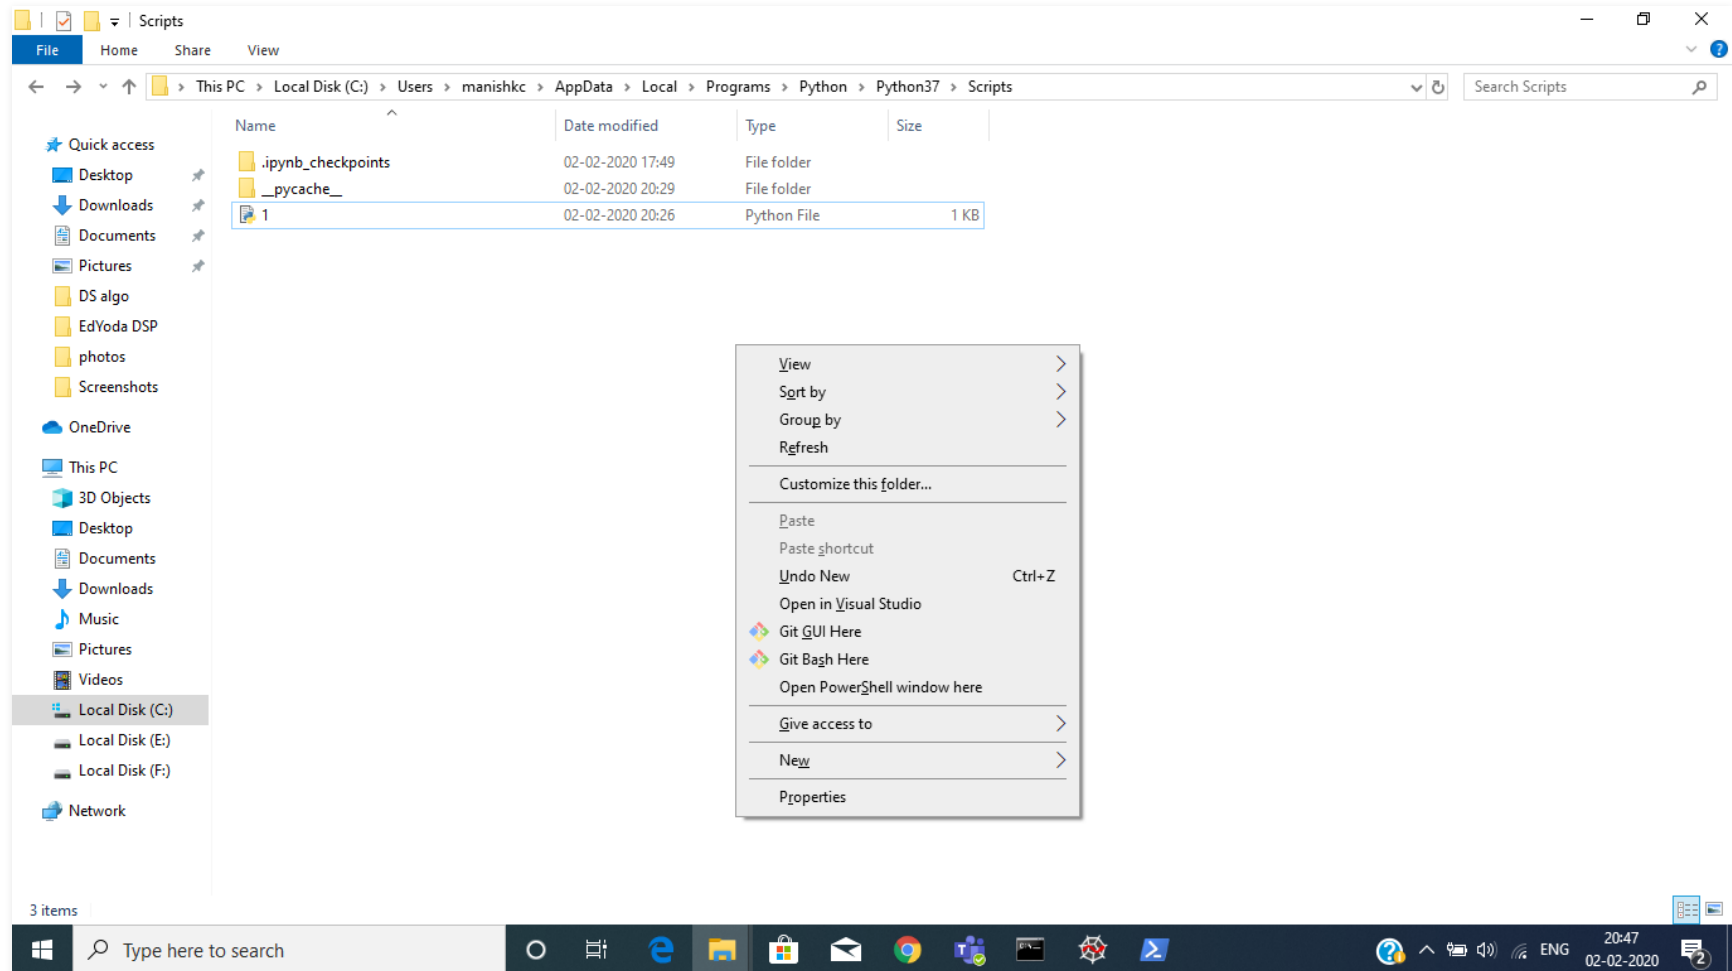 Scripts
File Home Share View
This PC > Local Disk (C:) > Users > manishkc > AppData > Local > Programs > Python > Python37 > Scripts
Search Scripts
Name Date modified Type Size
.ipynb_checkpoints 02-02-2020 17:49 File folder
__pycache__ 02-02-2020 20:29 File folder
1 02-02-2020 20:26 Python File 1 KB
Quick access
Desktop
Downloads
Documents
Pictures
DS algo
EdYoda DSP
photos
Screenshots
OneDrive
This PC
3D Objects
Desktop
Documents
Downloads
Music
Pictures
Videos
Local Disk (C:)
Local Disk (E:)
Local Disk (F:)
Network
View
Sort by
Group by
Refresh
Customize this folder...
Paste
Paste shortcut
Undo New Ctrl+Z
Open in Visual Studio
Git GUI Here
Git Bash Here
Open PowerShell window here
Give access to
New
Properties
3 items
Type here to search
ENG
20:47
02-02-2020
2